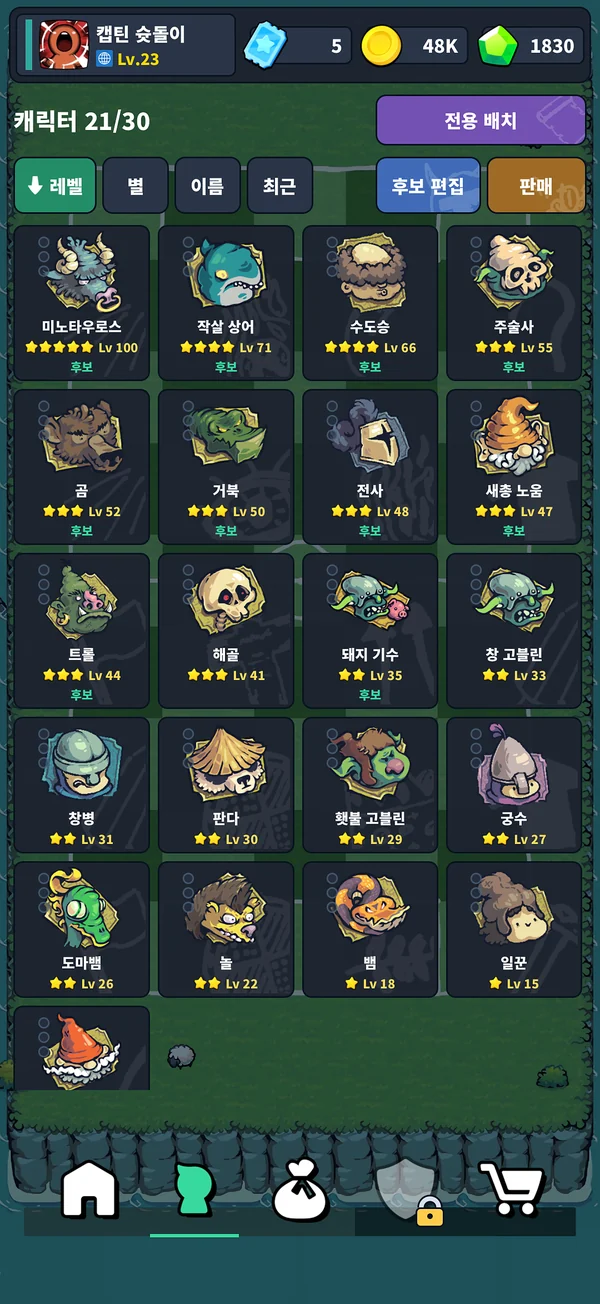 캡틴 슛돌이
Lv.23
5
48K
1830
캐릭터 21/30
전용 배치
레벨
별
이름
최근
후보 편집
판매
미노타우로스
Lv 100
후보
작살 상어
Lv 71
후보
수도승
Lv 66
후보
주술사
Lv 55
후보
곰
Lv 52
후보
거북
Lv 50
후보
전사
Lv 48
후보
새총 노움
Lv 47
후보
트롤
Lv 44
후보
해골
Lv 41
돼지 기수
Lv 35
후보
창 고블린
Lv 33
창병
Lv 31
판다
Lv 30
횃불 고블린
Lv 29
궁수
Lv 27
도마뱀
Lv 26
놀
Lv 22
뱀
Lv 18
일꾼
Lv 15